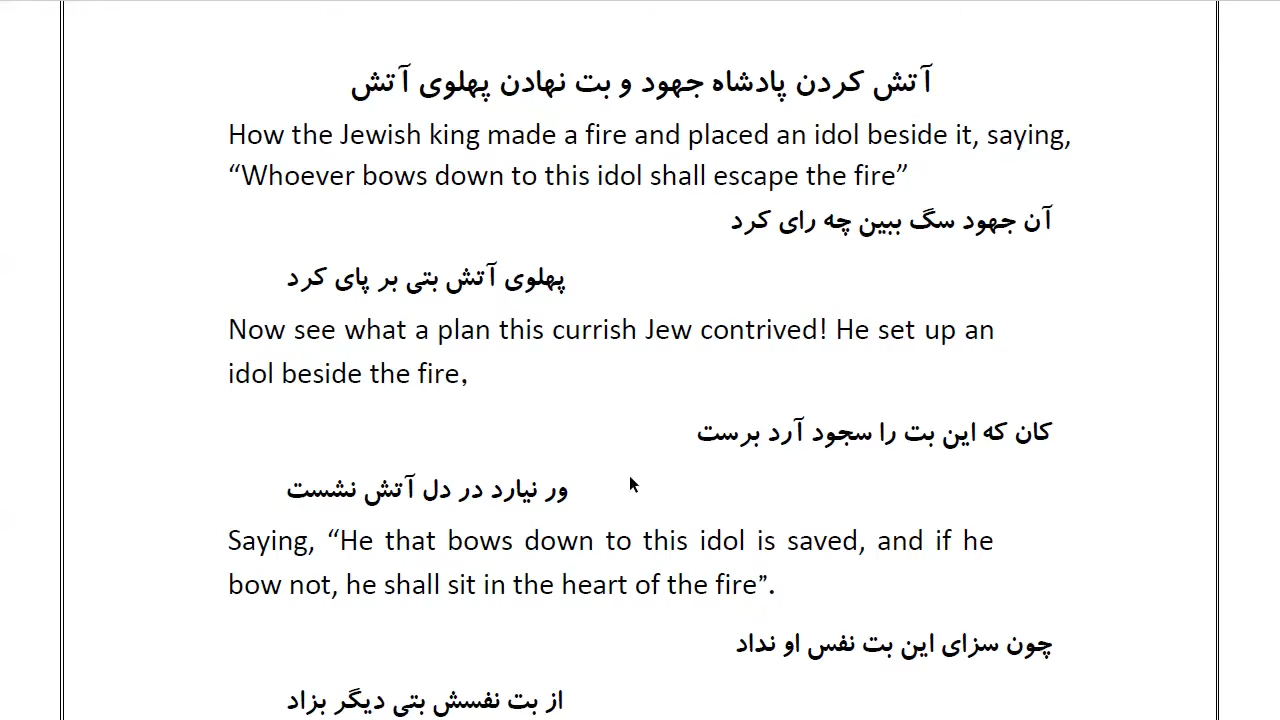 آتش کردن پادشاه جهود و بت نهادن پهلوی آتش
How the Jewish king made a fire and placed an idol beside it, saying,
“Whoever bows down to this idol shall escape the fire”
آن جهود سگ ببین چه رای کرد
پهلوی آتش بتی بر پای کرد
Now see what a plan this currish Jew contrived! He set up an
idol beside the fire,
کان که این بت را سجود آرد برست
ور نیارد در دل آتش نشست
Saying, “He that bows down to this idol is saved, and if he
bow not, he shall sit in the heart of the fire”.
چون سزای این بت نفس او نداد
از بت نفسش بتی دیگر بزاد